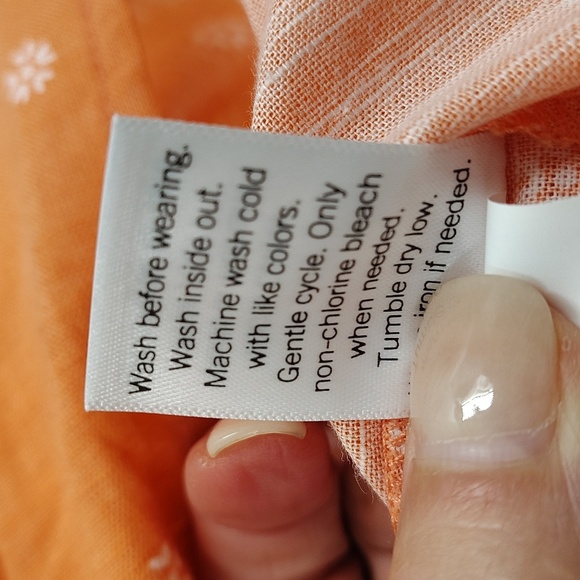 Wash before wearing.
Wash inside out.
Machine wash cold
with like colors.
Gentle cycle. Only
non-chlorine bleach
when needed.
Tumble dry low.
iron if needed.